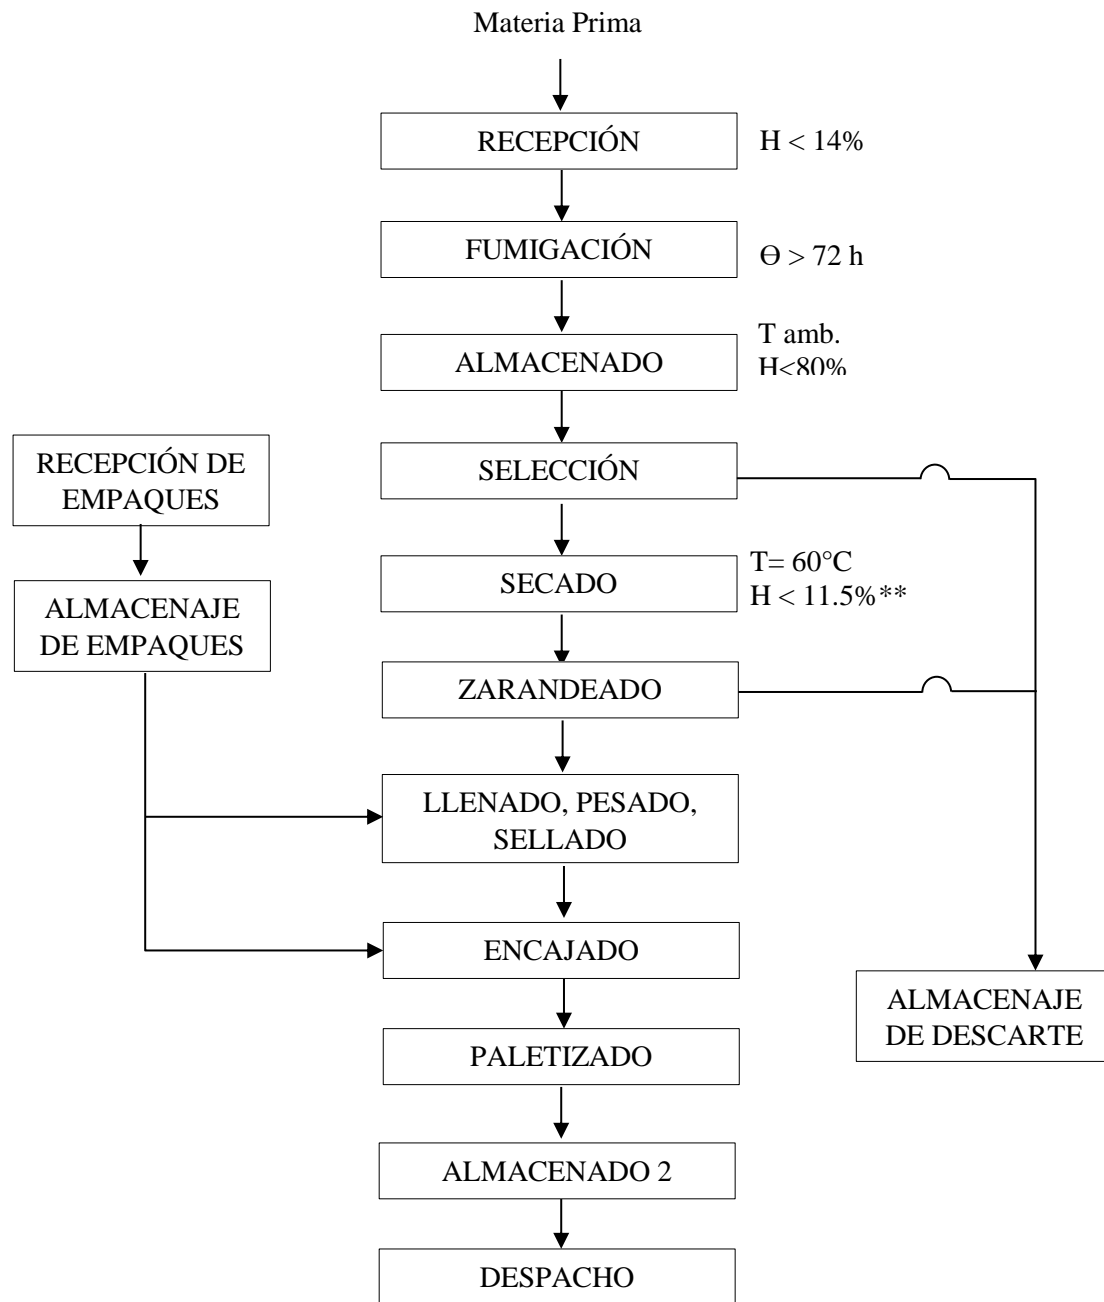 Materia Prima
RECEPCIÓN
H < 14%
FUMIGACIÓN
Ө > 72 h
T amb.
ALMACENADO
H<80%
RECEPCIÓN DE
EMPAQUES
SELECCIÓN
ALMACENAJE
DE EMPAQUES
SECADO
T= 60°C
H < 11.5%**
ZARANDEADO
LLENADO, PESADO,
SELLADO
ENCAJADO
ALMACENAJE
DE DESCARTE
PALETIZADO
ALMACENADO 2
DESPACHO